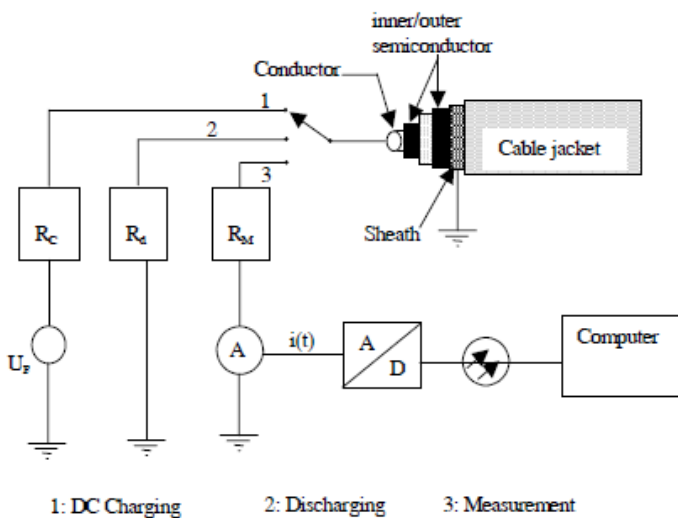 inner/outer
semiconductor
Conductor
1
2
3
Cable jacket
Sheath
R_C
R_d
R_M
U_F
A
i(t)
A
D
Computer
1: DC Charging 2: Discharging 3: Measurement